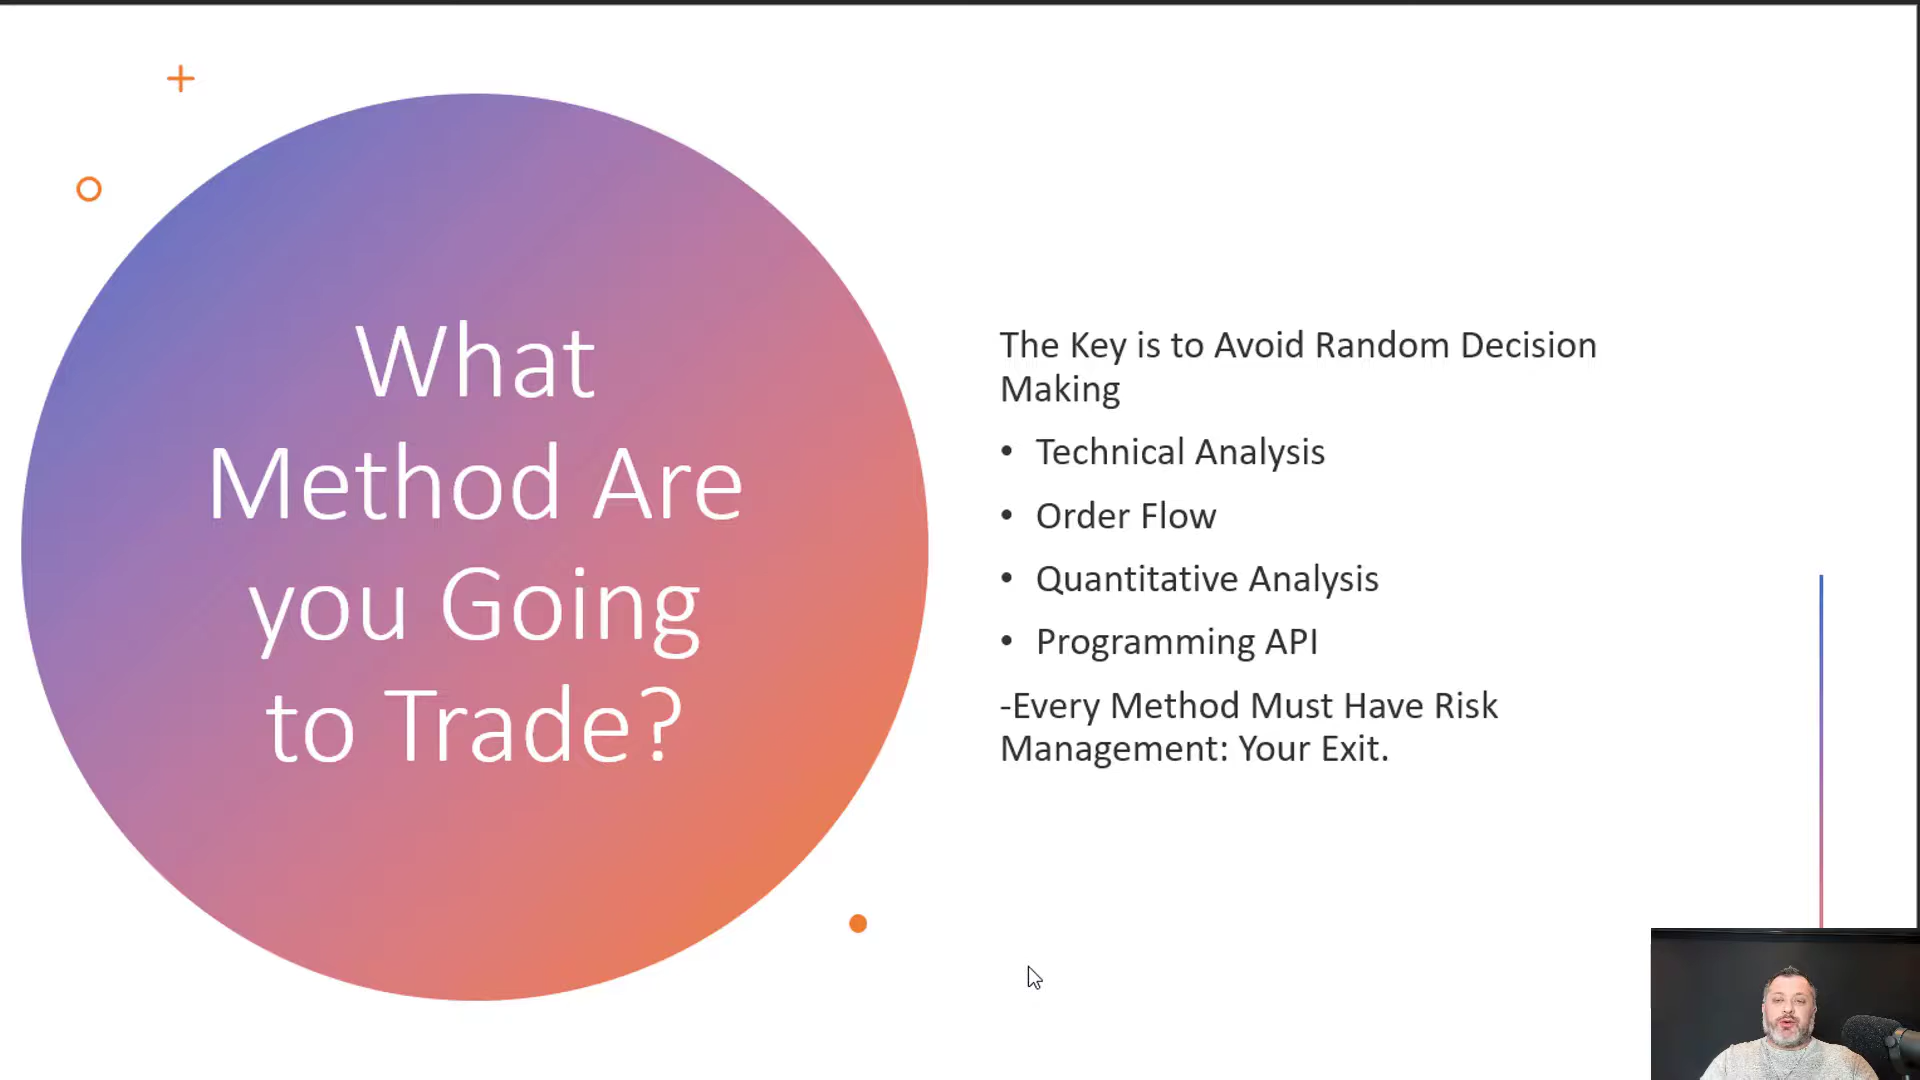 What
Method Are
you Going
to Trade?
The Key is to Avoid Random Decision
Making
• Technical Analysis
• Order Flow
• Quantitative Analysis
• Programming API
-Every Method Must Have Risk
Management: Your Exit.